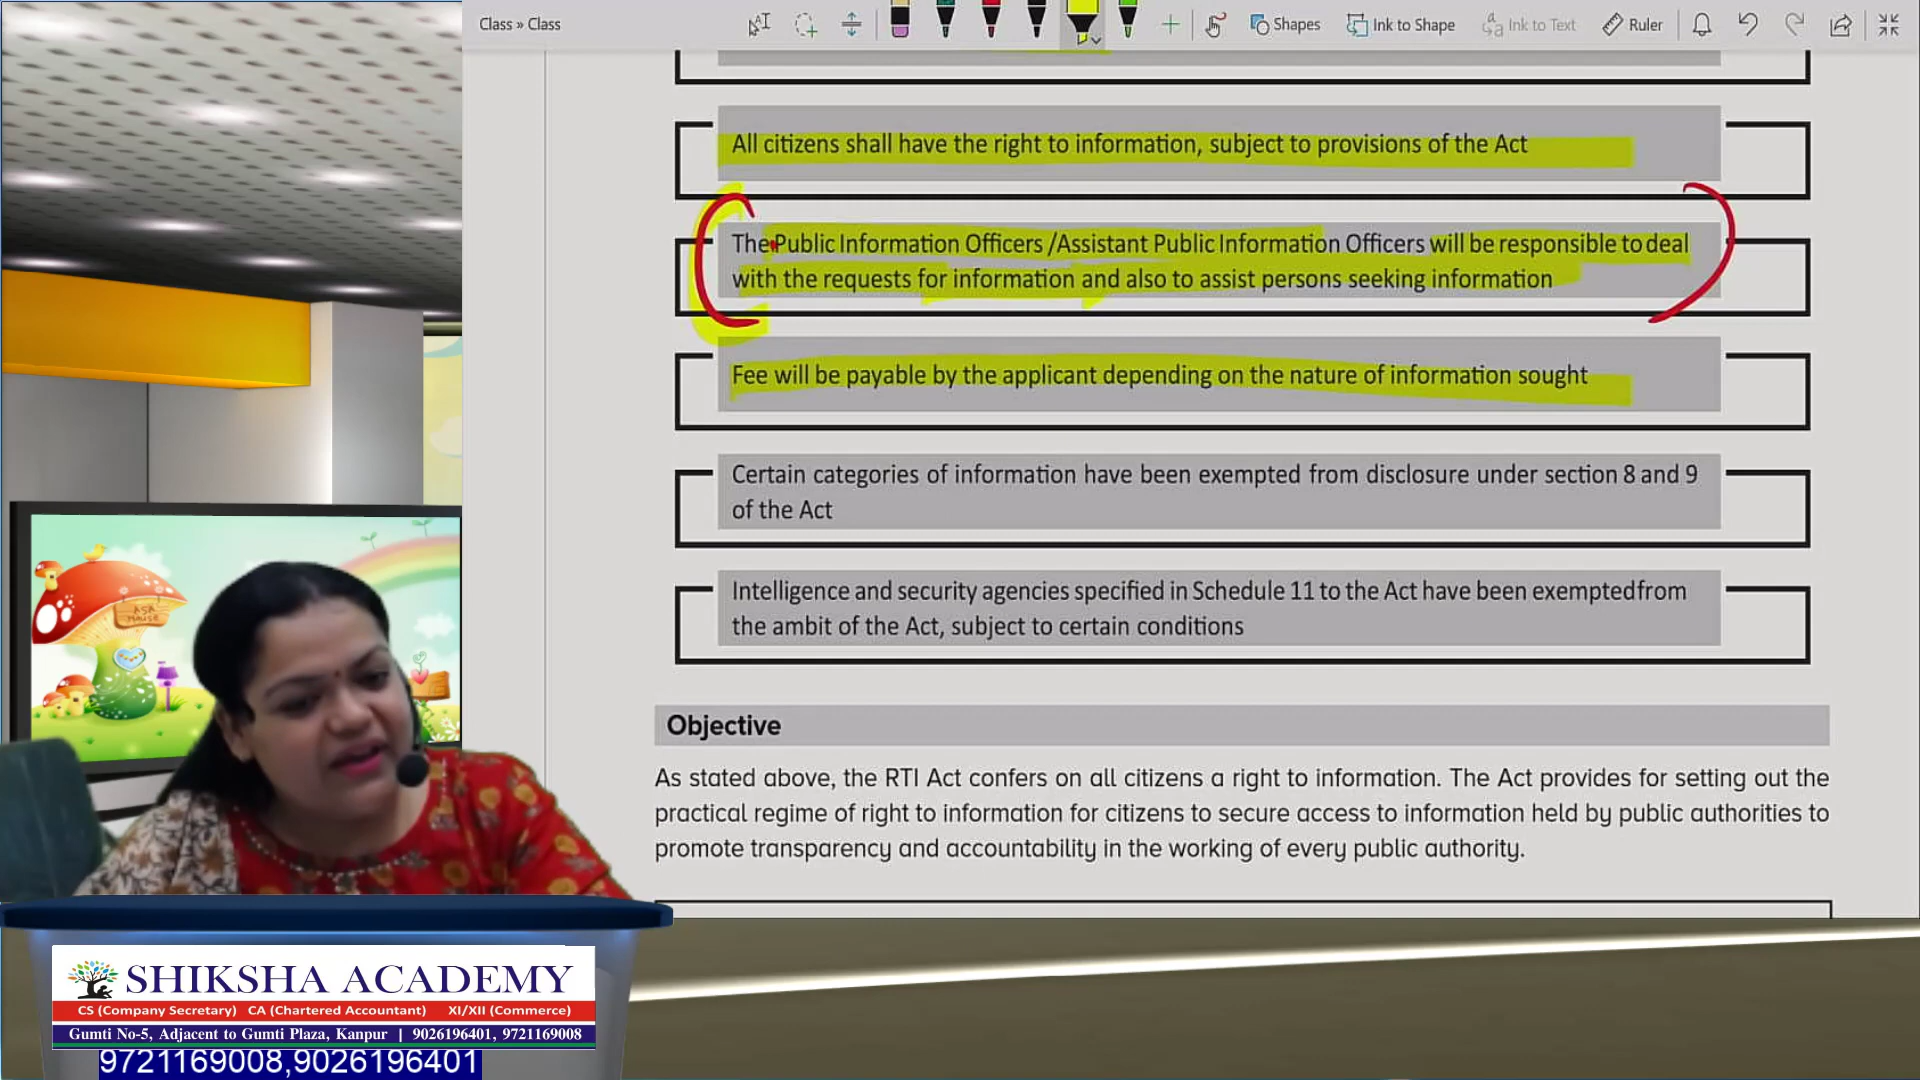 Class » Class
Shapes
Ink to Shape
Ink to Text
Ruler
All citizens shall have the right to information, subject to provisions of the Act
The Public Information Officers /Assistant Public Information Officers will be responsible to deal
with the requests for information and also to assist persons seeking information
Fee will be payable by the applicant depending on the nature of information sought
Certain categories of information have been exempted from disclosure under section 8 and 9
of the Act
Intelligence and security agencies specified in Schedule 11 to the Act have been exemptedfrom
the ambit of the Act, subject to certain conditions
Objective
As stated above, the RTI Act confers on all citizens a right to information. The Act provides for setting out the
practical regime of right to information for citizens to secure access to information held by public authorities to
promote transparency and accountability in the working of every public authority.
SHIKSHA ACADEMY
CS (Company Secretary) CA (Chartered Accountant) XI/XII (Commerce)
Gumti No-5, Adjacent to Gumti Plaza, Kanpur | 9026196401, 9721169008
9721169008,9026196401